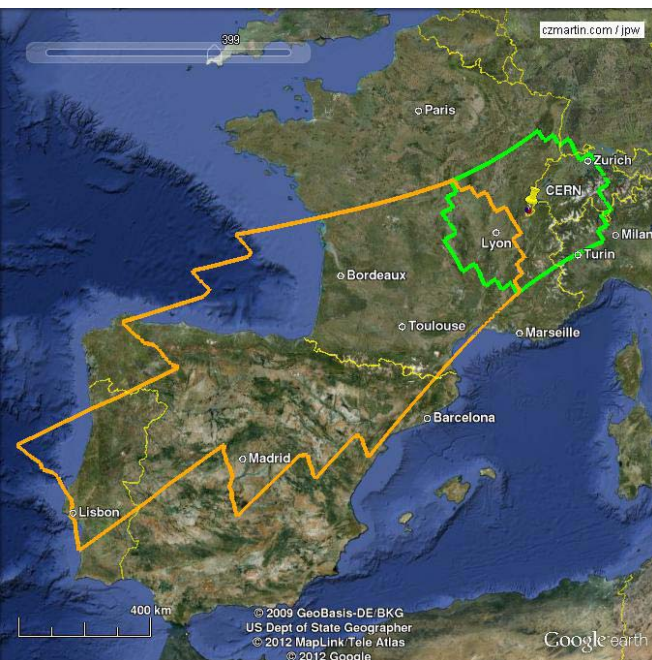 399
czmartin.com / jpw
Paris
Zurich
CERN
Lyon
Milan
Turin
Bordeaux
Toulouse
Marseille
Barcelona
Madrid
Lisbon
400 km
© 2009 GeoBasis-DE/BKG
US Dept of State Geographer
© 2012 MapLink/Tele Atlas
© 2012 Google
Google earth